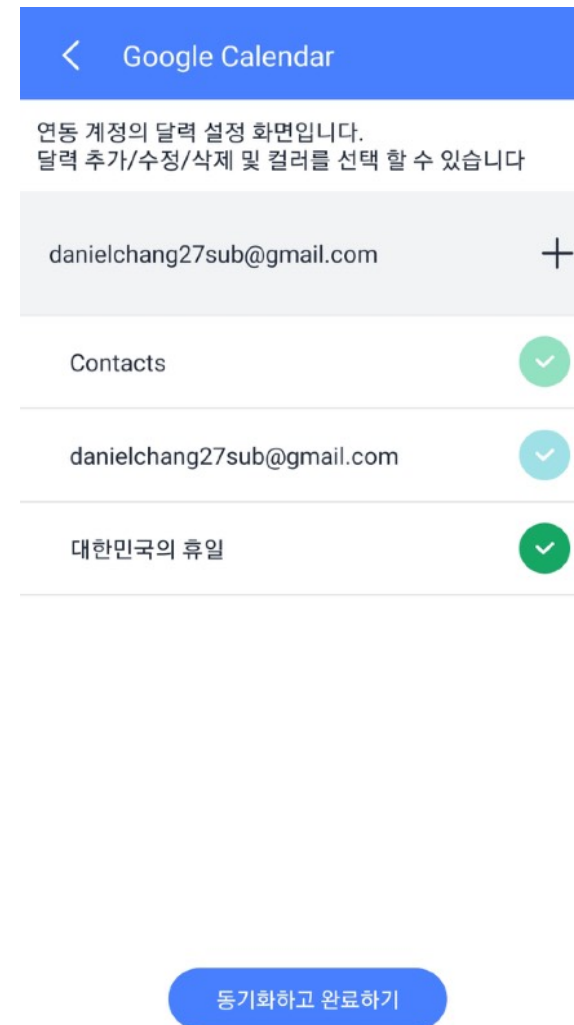 Google Calendar
연동 계정의 달력 설정 화면입니다.
달력 추가/수정/삭제 및 컬러를 선택 할 수 있습니다
danielchang27sub@gmail.com
Contacts
danielchang27sub@gmail.com
대한민국의 휴일
동기화하고 완료하기